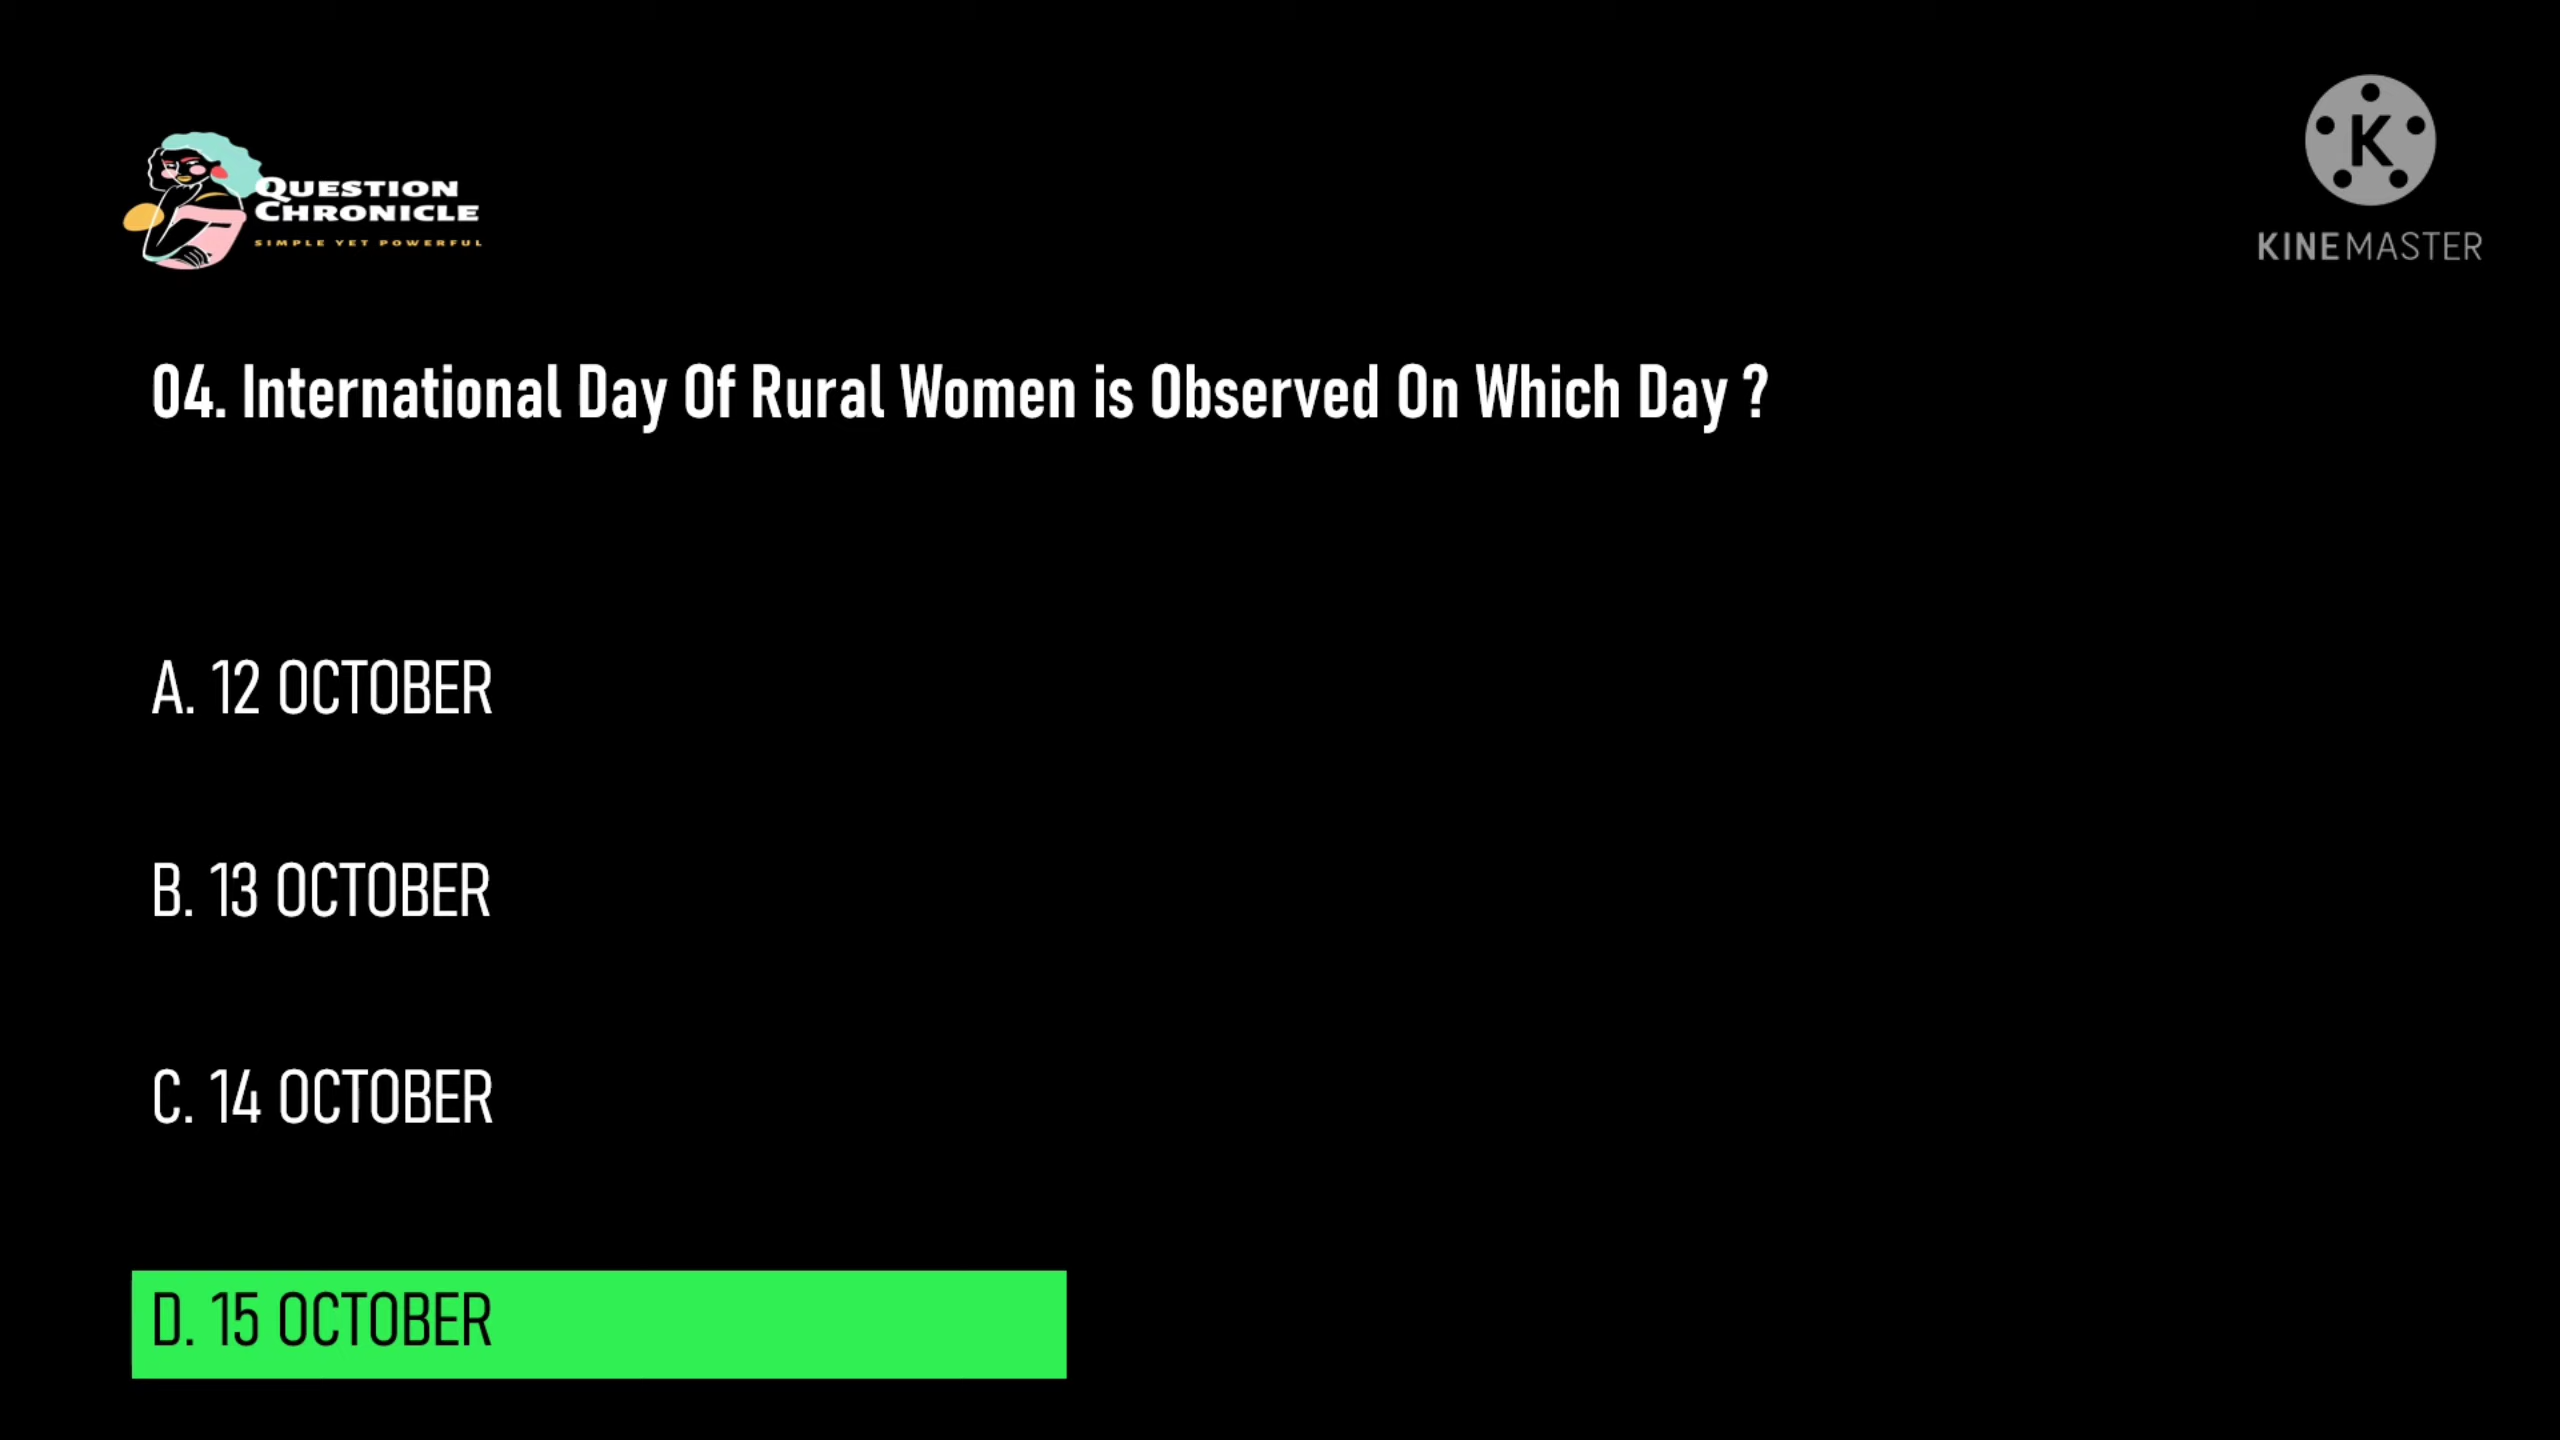 QUESTION
CHRONICLE
SIMPLE YET POWERFUL
K
KINEMASTER
04. International Day Of Rural Women is Observed On Which Day ?
A. 12 OCTOBER
B. 13 OCTOBER
C. 14 OCTOBER
D. 15 OCTOBER